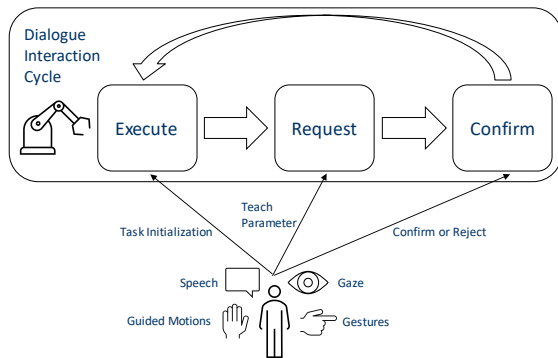 Dialogue
Interaction
Cycle
Execute
Request
Confirm
Task Initialization
Teach
Parameter
Confirm or Reject
Speech
Gaze
Guided Motions
Gestures